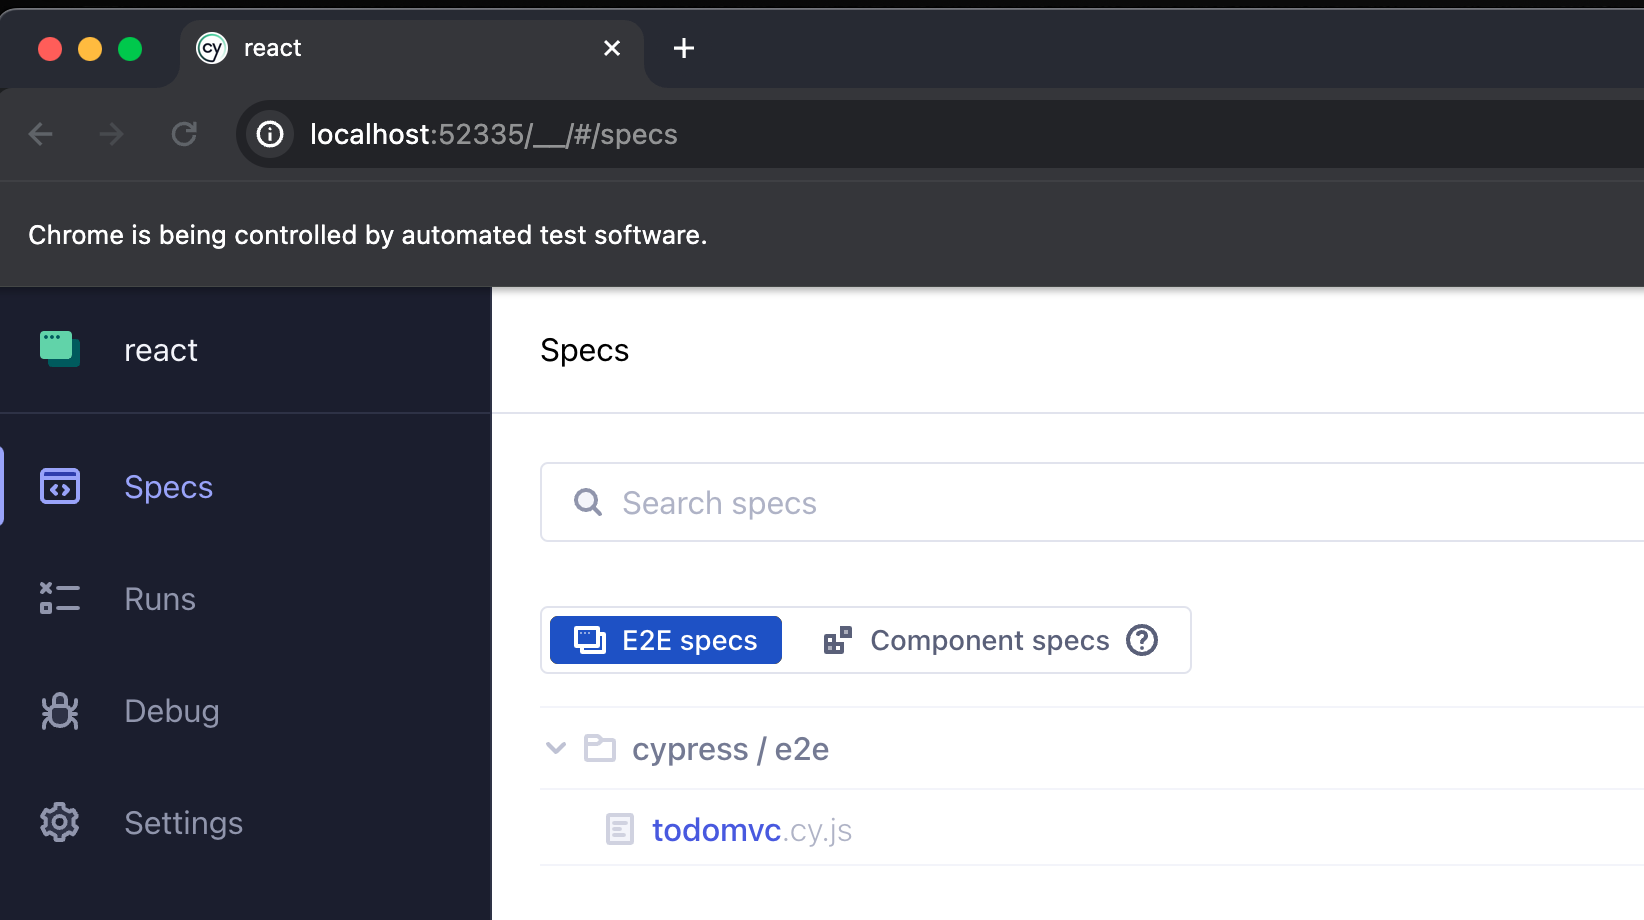 cy react
localhost:52335/__/#/specs
Chrome is being controlled by automated test software.
react
Specs
Runs
Debug
Settings
Specs
Search specs
E2E specs Component specs ?
cypress / e2e
todomvc.cy.js